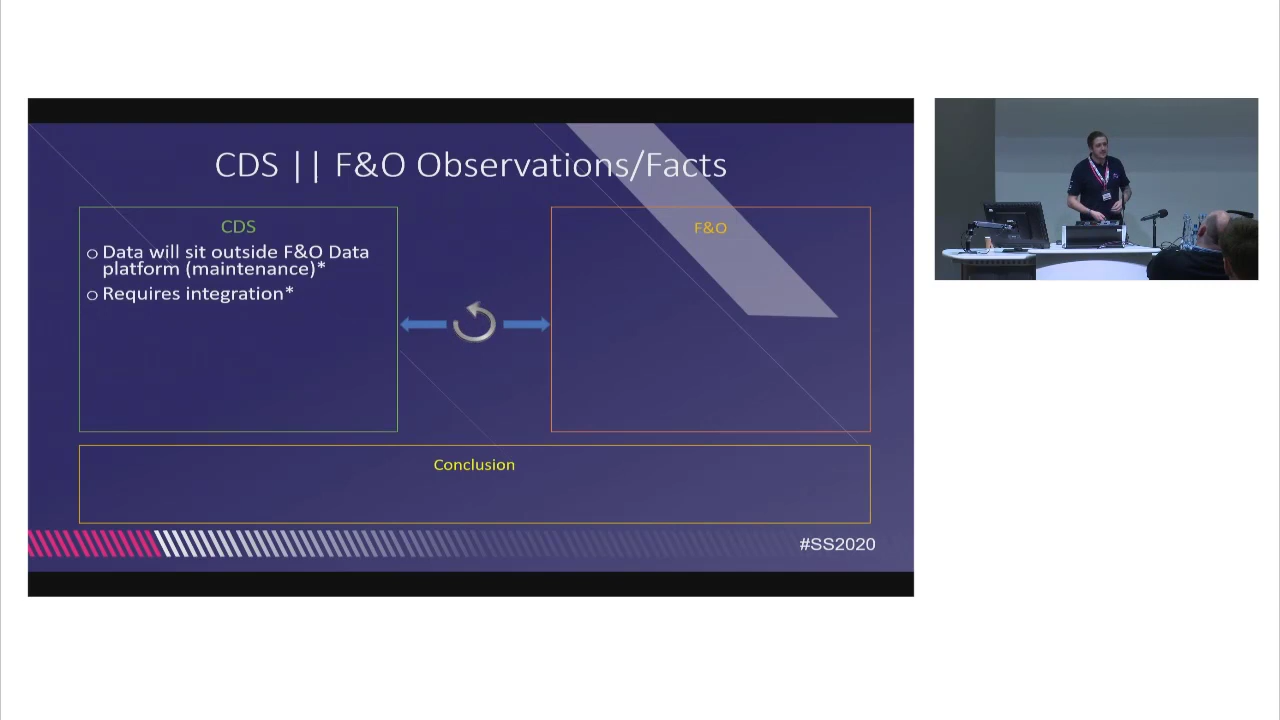 CDS || F&O Observations/Facts
CDS
o Data will sit outside F&O Data
platform (maintenance)*
o Requires integration*
F&O
Conclusion
#SS2020